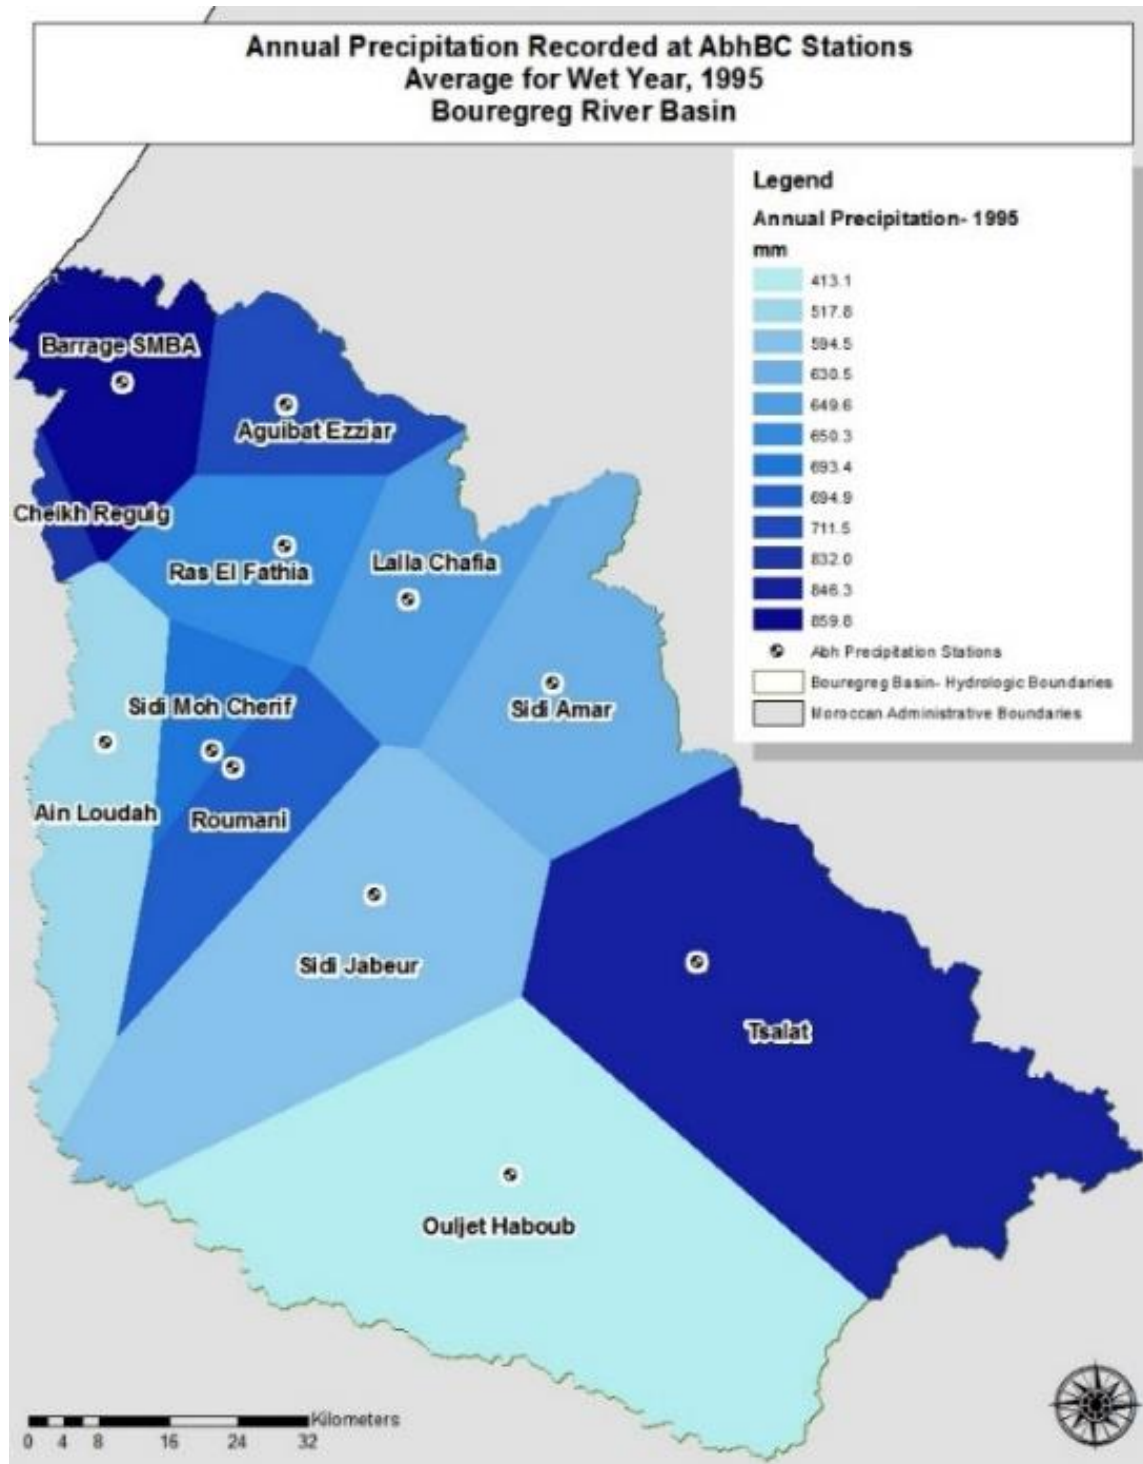 Annual Precipitation Recorded at AbhBC Stations
Average for Wet Year, 1995
Bouregreg River Basin
Legend
Annual Precipitation- 1995
mm
413.1
517.8
594.5
630.5
649.6
650.3
693.4
694.9
711.5
832.0
846.3
859.8
Abh Precipitation Stations
Bouregreg Basin- Hydrologic Boundaries
Moroccan Administrative Boundaries
Barrage SMBA
Aguibat Ezziar
Cheikh Reguig
Ras El Fathia
Lalla Chafia
Sidi Moh Cherif
Sidi Amar
Ain Loudah
Roumani
Sidi Jabeur
Tsalat
Ouljet Haboub
Kilometers
0 4 8 16 24 32